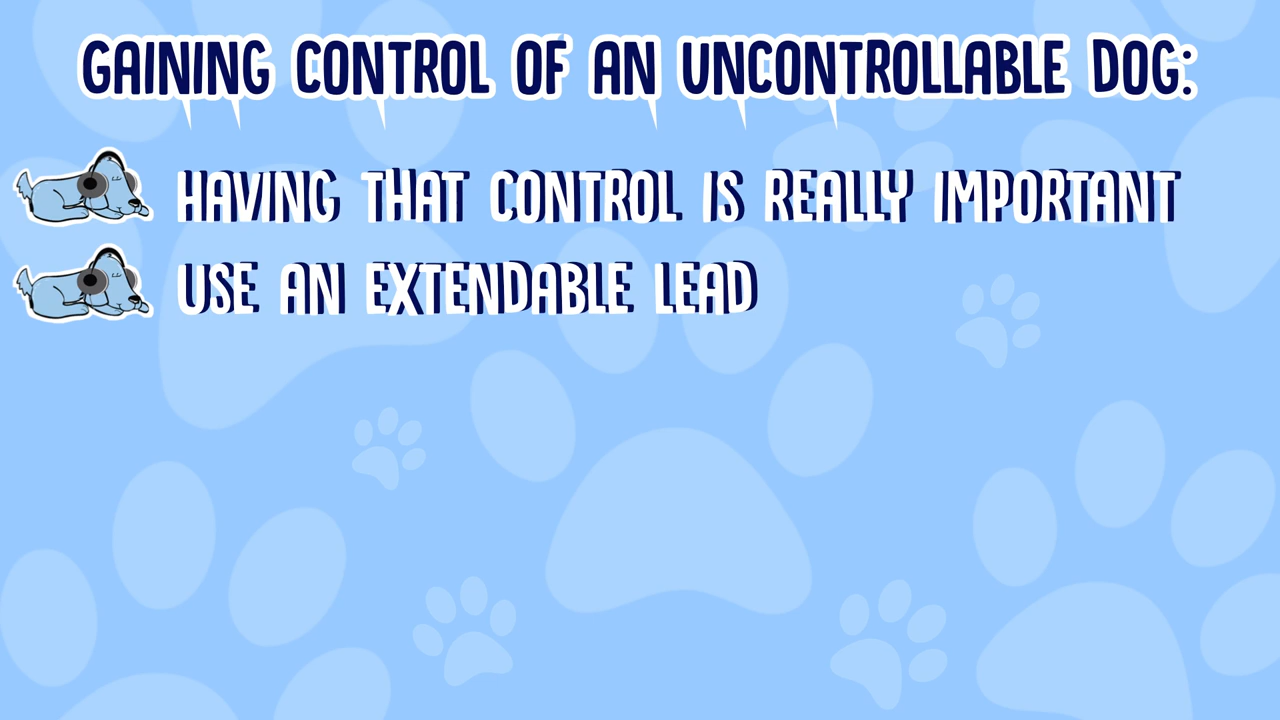 GAINING CONTROL OF AN UNCONTROLLABLE DOG:
HAVING THAT CONTROL IS REALLY IMPORTANT
USE AN EXTENDABLE LEAD